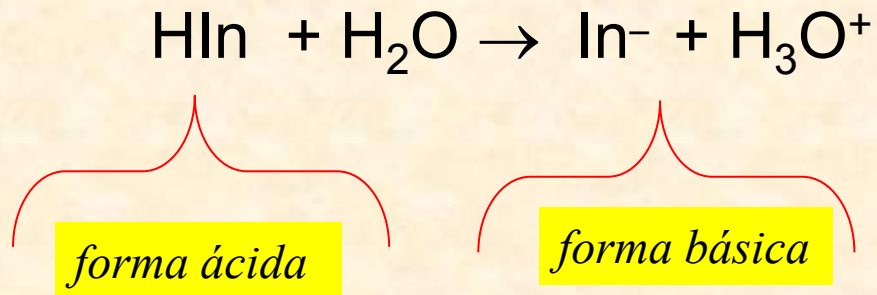 HIn + H₂O → In⁻ + H₃O⁺
forma ácida
forma básica